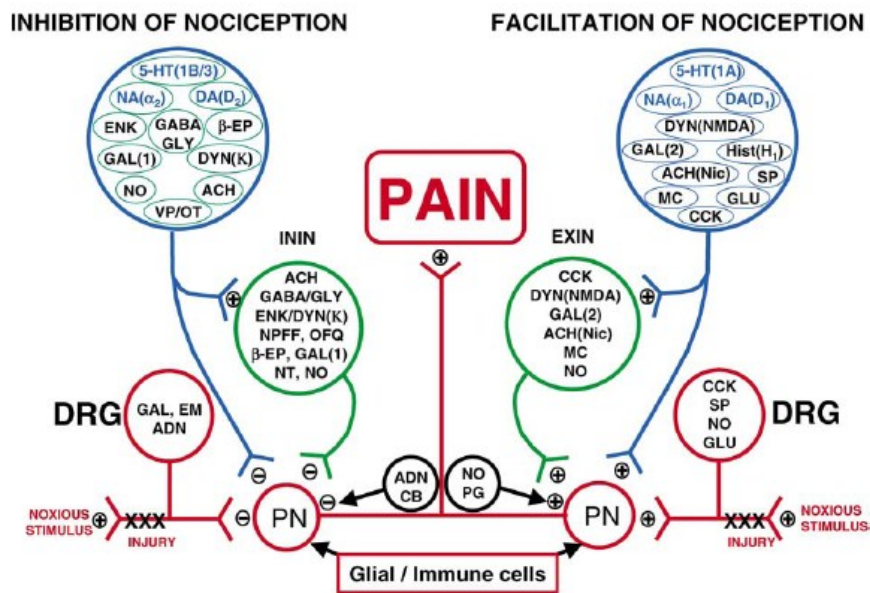 INHIBITION OF NOCICEPTION
FACILITATION OF NOCICEPTION
5-HT(1B/3)
NA(α₂)
DA(D₂)
ENK
GABA
GLY
β-EP
GAL(1)
DYN(K)
NO
ACH
VP/OT
5-HT(1A)
NA(α₁)
DA(D₁)
DYN(NMDA)
GAL(2)
Hist(H₁)
ACH(Nic)
SP
MC
GLU
CCK
PAIN
ININ
ACH
GABA/GLY
ENK/DYN(K)
NPFF, OFQ
β-EP, GAL(1)
NT, NO
EXIN
CCK
DYN(NMDA)
GAL(2)
ACH(Nic)
MC
NO
DRG
GAL, EM
ADN
CCK
SP
NO
GLU
DRG
ADN
CB
NO
PG
NOXIOUS
STIMULUS
XXX
INJURY
PN
PN
XXX
INJURY
NOXIOUS
STIMULUS
Glial / Immune cells